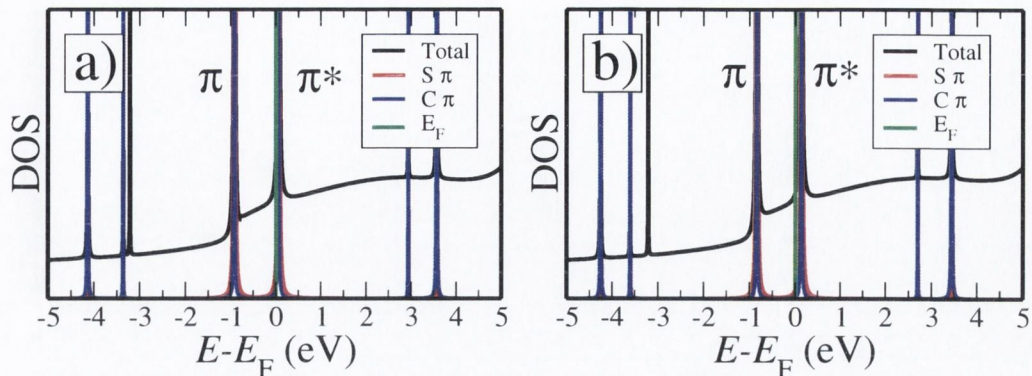 a)
π
π*
Total
S π
C π
E_F
DOS
-5 -4 -3 -2 -1 0 1 2 3 4 5
E-E_F (eV)
b)
π
π*
Total
S π
C π
E_F
DOS
-5 -4 -3 -2 -1 0 1 2 3 4 5
E-E_F (eV)